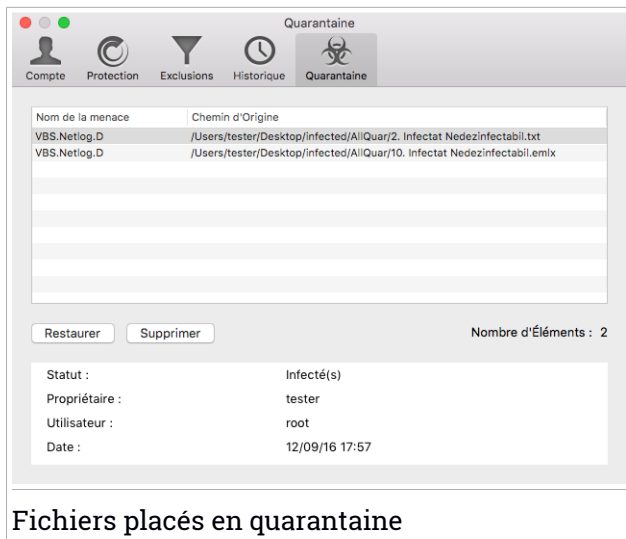 Quarantaine
Compte Protection Exclusions Historique Quarantaine
Nom de la menace Chemin d'Origine
VBS.Netlog.D /Users/tester/Desktop/infected/AllQuar/2. Infectat Nedezinfectabil.txt
VBS.Netlog.D /Users/tester/Desktop/infected/AllQuar/10. Infectat Nedezinfectabil.emlx
Restaurer Supprimer Nombre d'Éléments : 2
Statut : Infecté(s)
Propriétaire : tester
Utilisateur : root
Date : 12/09/16 17:57
Fichiers placés en quarantaine